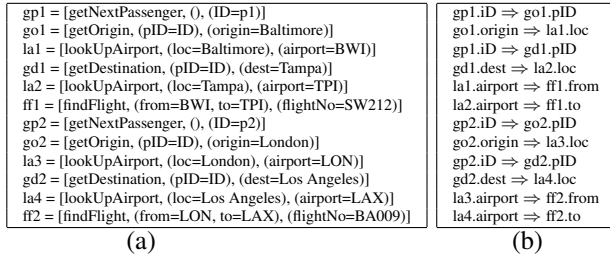 gp1 = [getNextPassenger, (), (ID=p1)]
go1 = [getOrigin, (pID=ID), (origin=Baltimore)]
la1 = [lookUpAirport, (loc=Baltimore), (airport=BWI)]
gd1 = [getDestination, (pID=ID), (dest=Tampa)]
la2 = [lookUpAirport, (loc=Tampa), (airport=TPI)]
ff1 = [findFlight, (from=BWI, to=TPI), (flightNo=SW212)]
gp2 = [getNextPassenger, (), (ID=p2)]
go2 = [getOrigin, (pID=ID), (origin=London)]
la3 = [lookUpAirport, (loc=London), (airport=LON)]
gd2 = [getDestination, (pID=ID), (dest=Los Angeles)]
la4 = [lookUpAirport, (loc=Los Angeles), (airport=LAX)]
ff2 = [findFlight, (from=LON, to=LAX), (flightNo=BA009)]
(a)
gp1.iD ⇒ go1.pID
go1.origin ⇒ la1.loc
gp1.iD ⇒ gd1.pID
gd1.dest ⇒ la2.loc
la1.airport ⇒ ff1.from
la2.airport ⇒ ff1.to
gp2.iD ⇒ go2.pID
go2.origin ⇒ la3.loc
gp2.iD ⇒ gd2.pID
gd2.dest ⇒ la4.loc
la3.airport ⇒ ff2.from
la4.airport ⇒ ff2.to
(b)